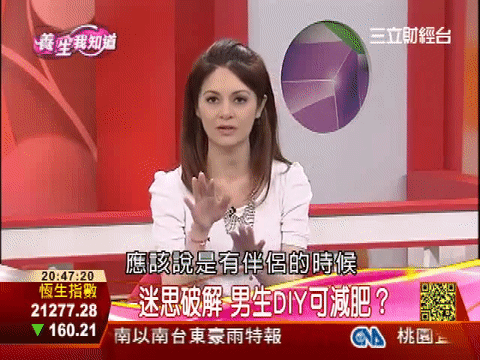 養生我知道
三立財經台
應該說是有伴侶的時候
20:47:20
恆生指數
21277.28
▼160.21
迷思破解 男生DIY可減肥？
南以南台東豪雨特報
CNA 桃園